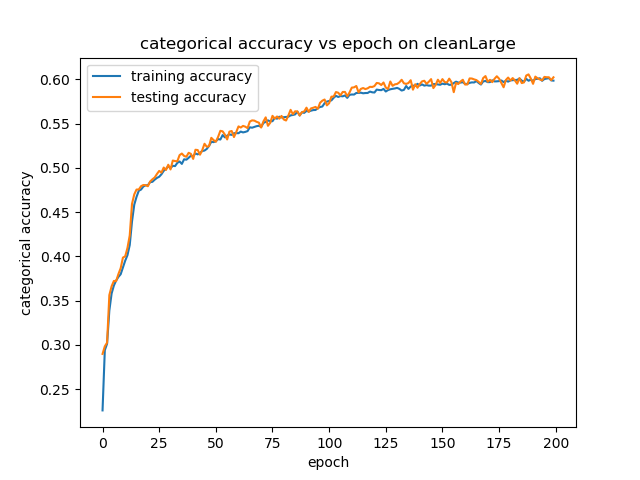 categorical accuracy vs epoch on cleanLarge
training accuracy
testing accuracy
categorical accuracy
0.60
0.55
0.50
0.45
0.40
0.35
0.30
0.25
0 25 50 75 100 125 150 175 200
epoch